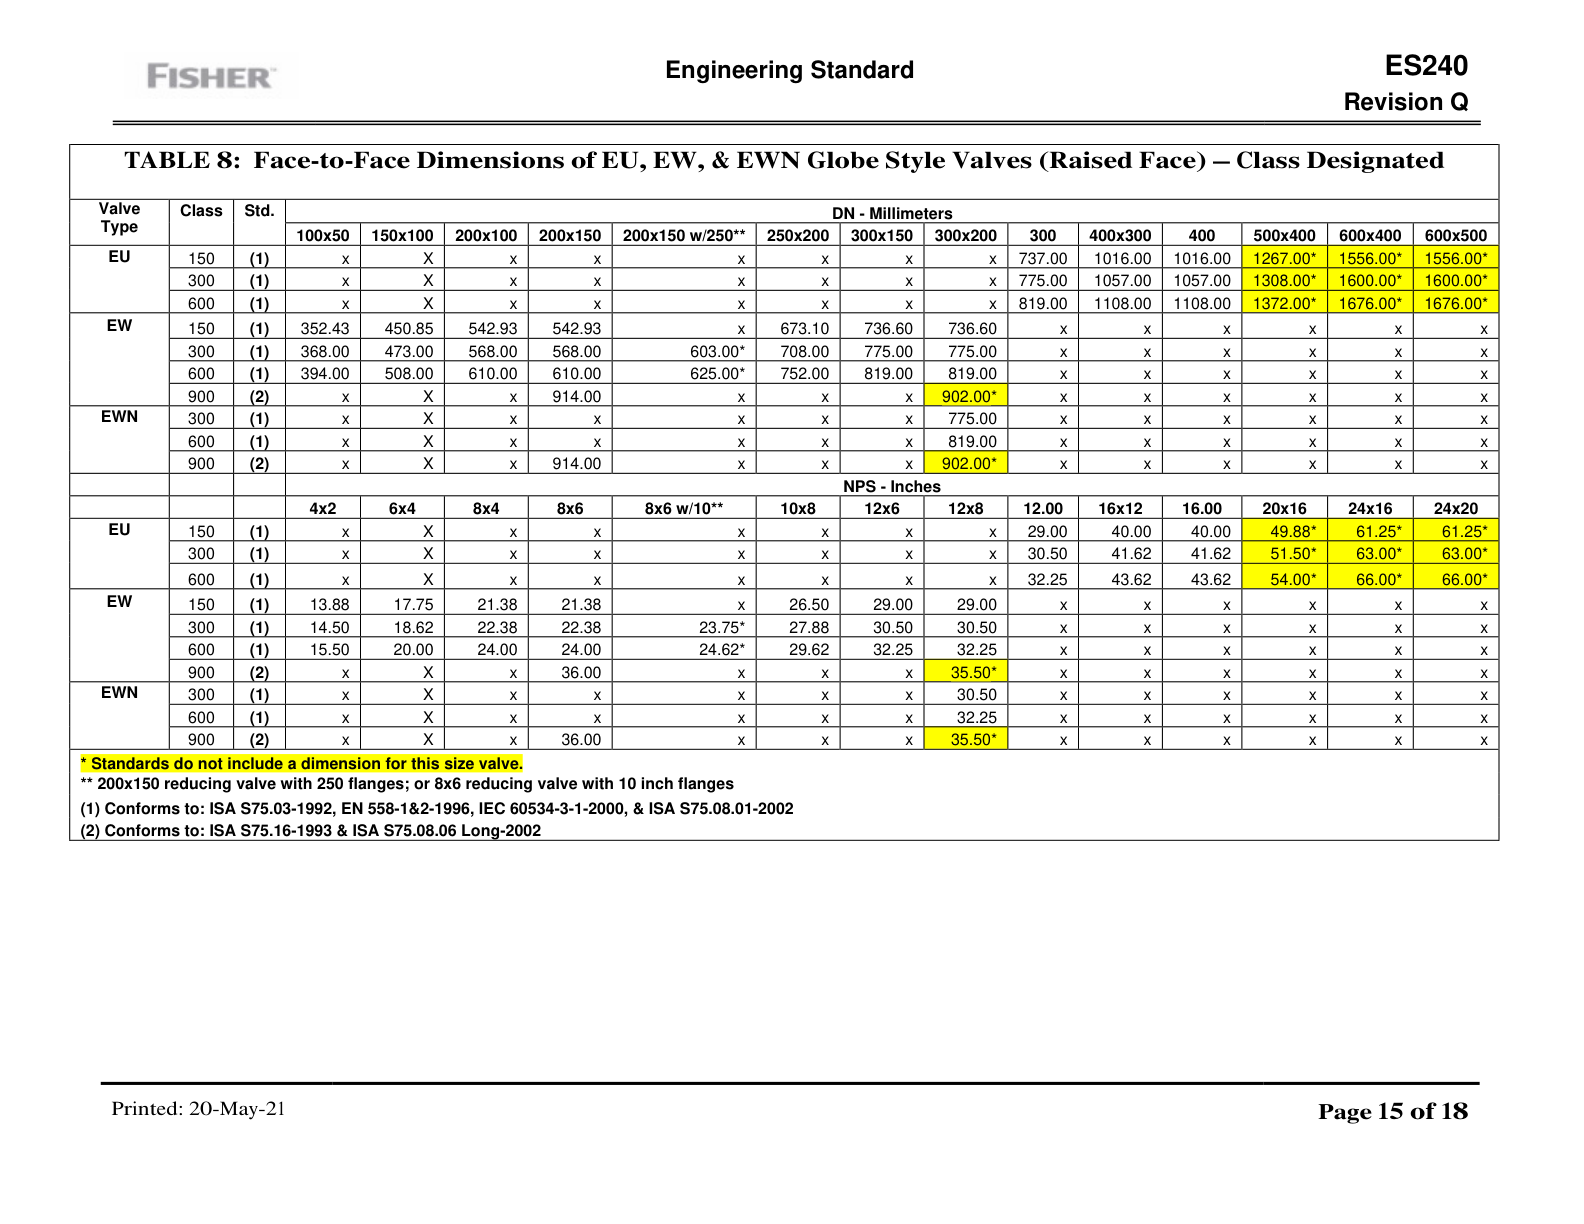 FISHER™ Engineering Standard ES240
Revision Q
TABLE 8: Face-to-Face Dimensions of EU, EW, & EWN Globe Style Valves (Raised Face) – Class Designated
Valve Type Class Std. DN - Millimeters
100x50 150x100 200x100 200x150 200x150 w/250** 250x200 300x150 300x200 300 400x300 400 500x400 600x400 600x500
EU 150 (1) x X x x x x x x 737.00 1016.00 1016.00 1267.00* 1556.00* 1556.00*
300 (1) x X x x x x x x 775.00 1057.00 1057.00 1308.00* 1600.00* 1600.00*
600 (1) x X x x x x x x 819.00 1108.00 1108.00 1372.00* 1676.00* 1676.00*
EW 150 (1) 352.43 450.85 542.93 542.93 x 673.10 736.60 736.60 x x x x x x
300 (1) 368.00 473.00 568.00 568.00 603.00* 708.00 775.00 775.00 x x x x x x
600 (1) 394.00 508.00 610.00 610.00 625.00* 752.00 819.00 819.00 x x x x x x
900 (2) x X x 914.00 x x x 902.00* x x x x x x
EWN 300 (1) x X x x x x x 775.00 x x x x x x
600 (1) x X x x x x x 819.00 x x x x x x
900 (2) x X x 914.00 x x x 902.00* x x x x x x
NPS - Inches
4x2 6x4 8x4 8x6 8x6 w/10** 10x8 12x6 12x8 12.00 16x12 16.00 20x16 24x16 24x20
EU 150 (1) x X x x x x x x 29.00 40.00 40.00 49.88* 61.25* 61.25*
300 (1) x X x x x x x x 30.50 41.62 41.62 51.50* 63.00* 63.00*
600 (1) x X x x x x x x 32.25 43.62 43.62 54.00* 66.00* 66.00*
EW 150 (1) 13.88 17.75 21.38 21.38 x 26.50 29.00 29.00 x x x x x x
300 (1) 14.50 18.62 22.38 22.38 23.75* 27.88 30.50 30.50 x x x x x x
600 (1) 15.50 20.00 24.00 24.00 24.62* 29.62 32.25 32.25 x x x x x x
900 (2) x X x 36.00 x x x 35.50* x x x x x x
EWN 300 (1) x X x x x x x 30.50 x x x x x x
600 (1) x X x x x x x 32.25 x x x x x x
900 (2) x X x 36.00 x x x 35.50* x x x x x x
* Standards do not include a dimension for this size valve.
** 200x150 reducing valve with 250 flanges; or 8x6 reducing valve with 10 inch flanges
(1) Conforms to: ISA S75.03-1992, EN 558-1&2-1996, IEC 60534-3-1-2000, & ISA S75.08.01-2002
(2) Conforms to: ISA S75.16-1993 & ISA S75.08.06 Long-2002
Printed: 20-May-21 Page 15 of 18